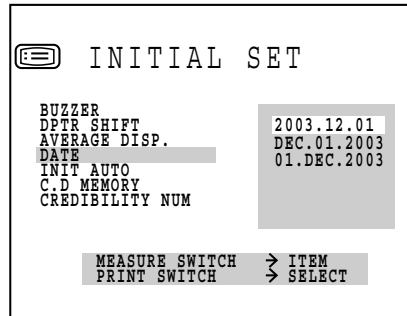 INITIAL SET
BUZZER
DPTR SHIFT
AVERAGE DISP.
DATE
INIT AUTO
C.D MEMORY
CREDIBILITY NUM
2003.12.01
DEC.01.2003
01.DEC.2003
MEASURE SWITCH → ITEM
PRINT SWITCH → SELECT